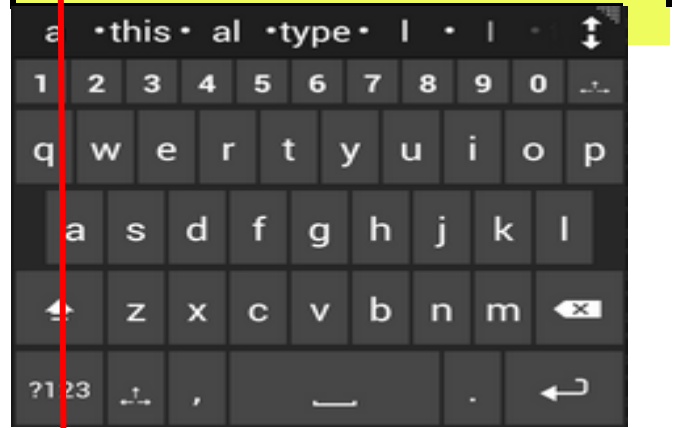 a •this• al •type• l • l
1 2 3 4 5 6 7 8 9 0
q w e r t y u i o p
a s d f g h j k l
z x c v b n m
?123 , .